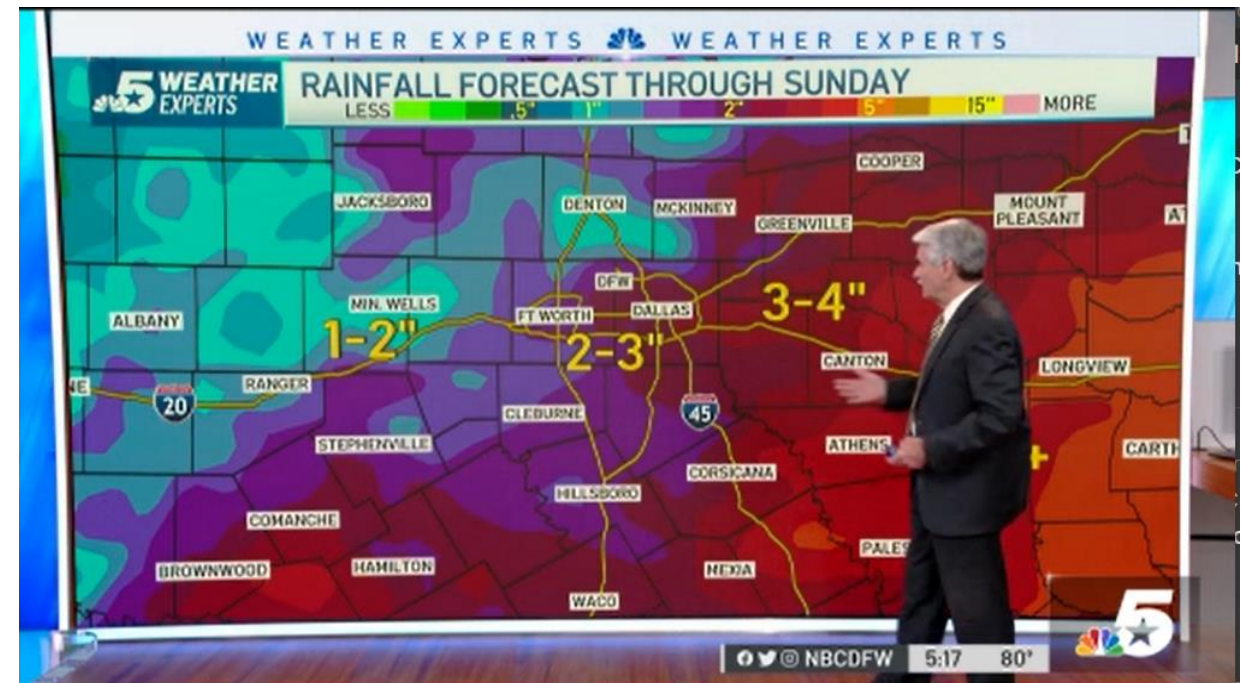 WEATHER EXPERTS WEATHER EXPERTS
5 WEATHER EXPERTS
RAINFALL FORECAST THROUGH SUNDAY
LESS .5" 1" 2" 5" 15" MORE
COOPER
JACKSBORO DENTON MCKINNEY MOUNT PLEASANT
GREENVILLE
DFW
MIN. WELLS FT WORTH DALLAS 3-4"
ALBANY
1-2" 2-3"
CANTON LONGVIEW
RANGER
20 CLEBURNE 45
STEPHENVILLE ATHENS CARTH
CORSICANA +
HILLSBORO
COMANCHE
PALES
BROWNWOOD HAMILTON MEXIA
WACO
5
NBCDFW 5:17 80°